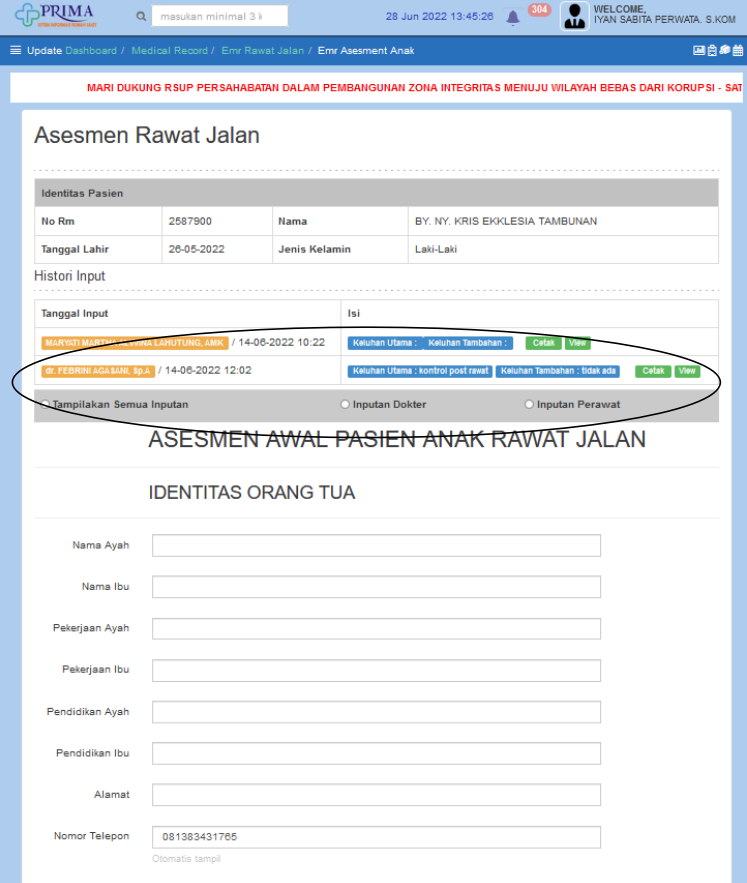 PRIMA
masukan minimal 3 k
28 Jun 2022 13:45:26
304
WELCOME,
IYAN SABITA PERWATA. S.KOM
Update Dashboard / Medical Record / Emr Rawat Jalan / Emr Asesment Anak
MARI DUKUNG RSUP PERSAHABATAN DALAM PEMBANGUNAN ZONA INTEGRITAS MENUJU WILAYAH BEBAS DARI KORUPSI - SAT
Asesmen Rawat Jalan
Identitas Pasien
No Rm 2587900 Nama BY. NY. KRIS EKKLESIA TAMBUNAN
Tanggal Lahir 26-05-2022 Jenis Kelamin Laki-Laki
Histori Input
Tanggal Input Isi
MARYATI MARTHA LAHUTUNG, AMK / 14-06-2022 10:22 Keluhan Utama : Keluhan Tambahan : Cetak View
dr. FEBRINI AGASANI, Sp.A / 14-06-2022 12:02 Keluhan Utama : kontrol post rawat Keluhan Tambahan : tidak ada Cetak View
Tampilakan Semua Inputan Inputan Dokter Inputan Perawat
ASESMEN AWAL PASIEN ANAK RAWAT JALAN
IDENTITAS ORANG TUA
Nama Ayah
Nama Ibu
Pekerjaan Ayah
Pekerjaan Ibu
Pendidikan Ayah
Pendidikan Ibu
Alamat
Nomor Telepon 081383431765
Otomatis tampil